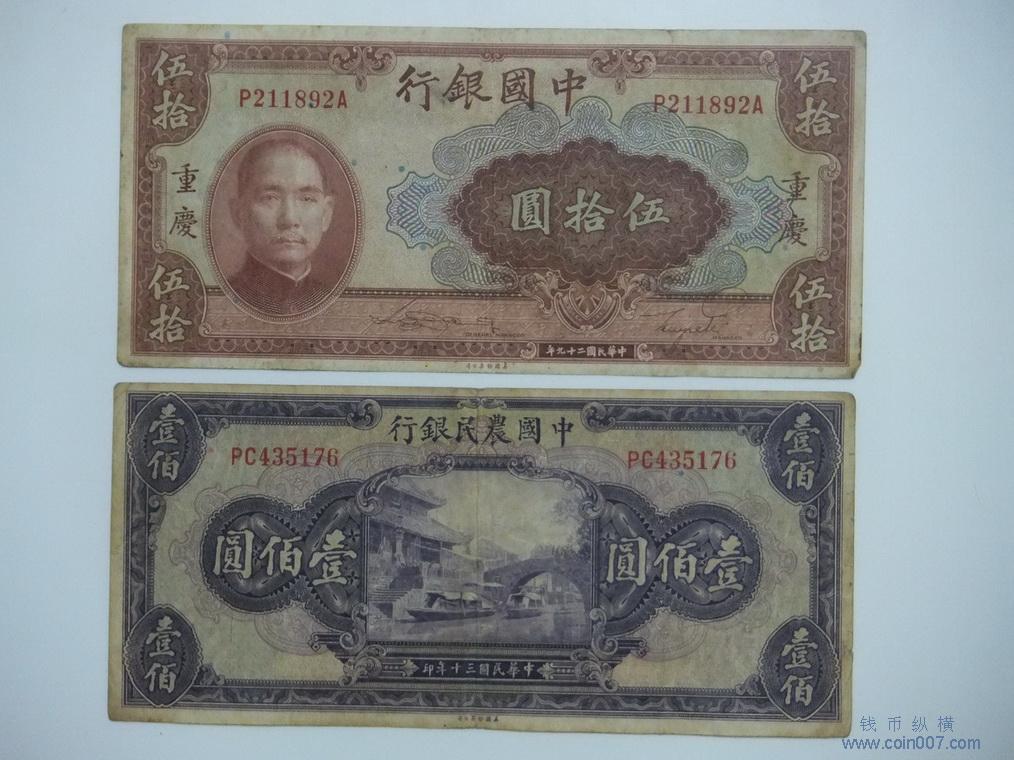 行銀國中
P211892A
P211892A
伍拾
伍拾
重慶
重慶
圓拾伍
伍拾
伍拾
年九十二國民華中
行銀民農國中
PC435176
PC435176
壹佰
壹佰
圓佰壹
圓佰壹
壹佰
壹佰
印年十三國民華中
钱币纵横
www.coin007.com